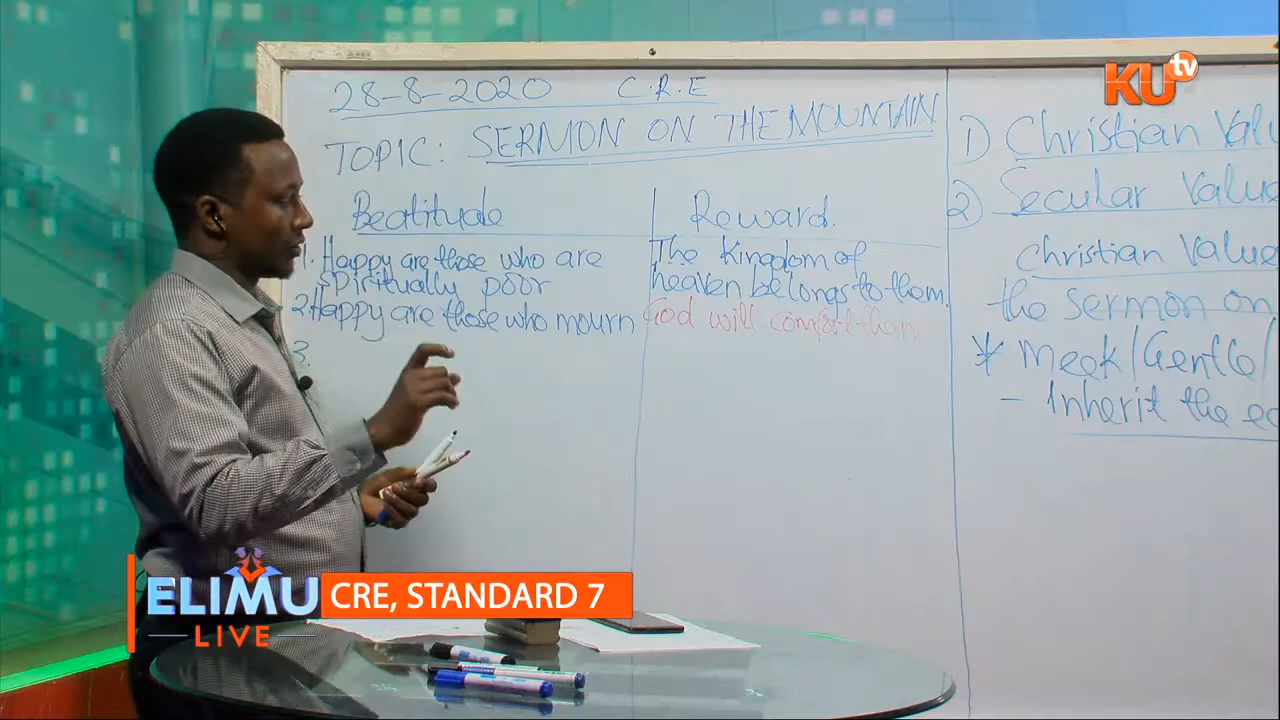 KU tv
28-8-2020 C.R.E
TOPIC: SERMON ON THE MOUNTAIN
Beatitude Reward.
1. Happy are those who are
spiritually poor
The Kingdom of
heaven belongs to them.
2. Happy are those who mourn
God will comfort them
3.
1) Christian Valu
2) Secular Value
Christian Value
the Sermon on
* Meek/Gentle/
- Inherit the ea
ELIMU
LIVE
CRE, STANDARD 7